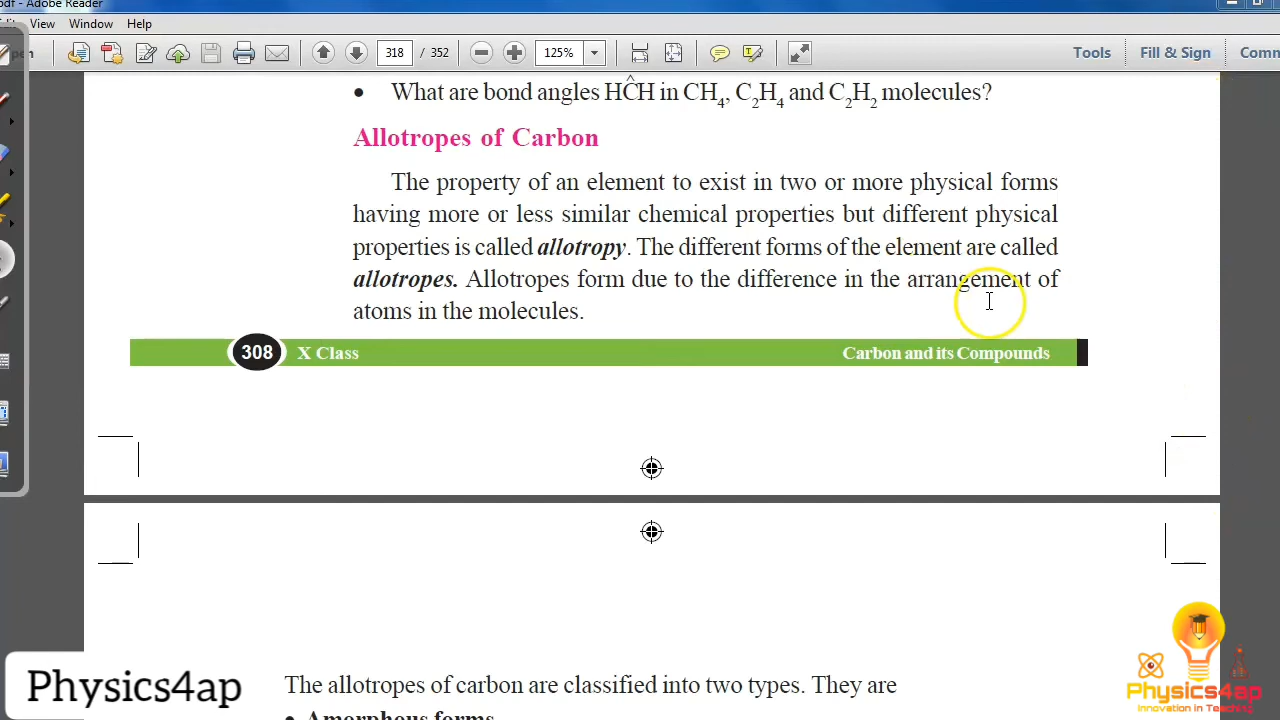 .pdf - Adobe Reader
View Window Help
318 / 352 125% Tools Fill & Sign
• What are bond angles HĈH in CH₄, C₂H₄ and C₂H₂ molecules?
Allotropes of Carbon
The property of an element to exist in two or more physical forms
having more or less similar chemical properties but different physical
properties is called allotropy. The different forms of the element are called
allotropes. Allotropes form due to the difference in the arrangement of
atoms in the molecules.
308 X Class Carbon and its Compounds
The allotropes of carbon are classified into two types. They are
• Amorphous forms
Physics4ap
Physics4ap
Innovation in Teaching